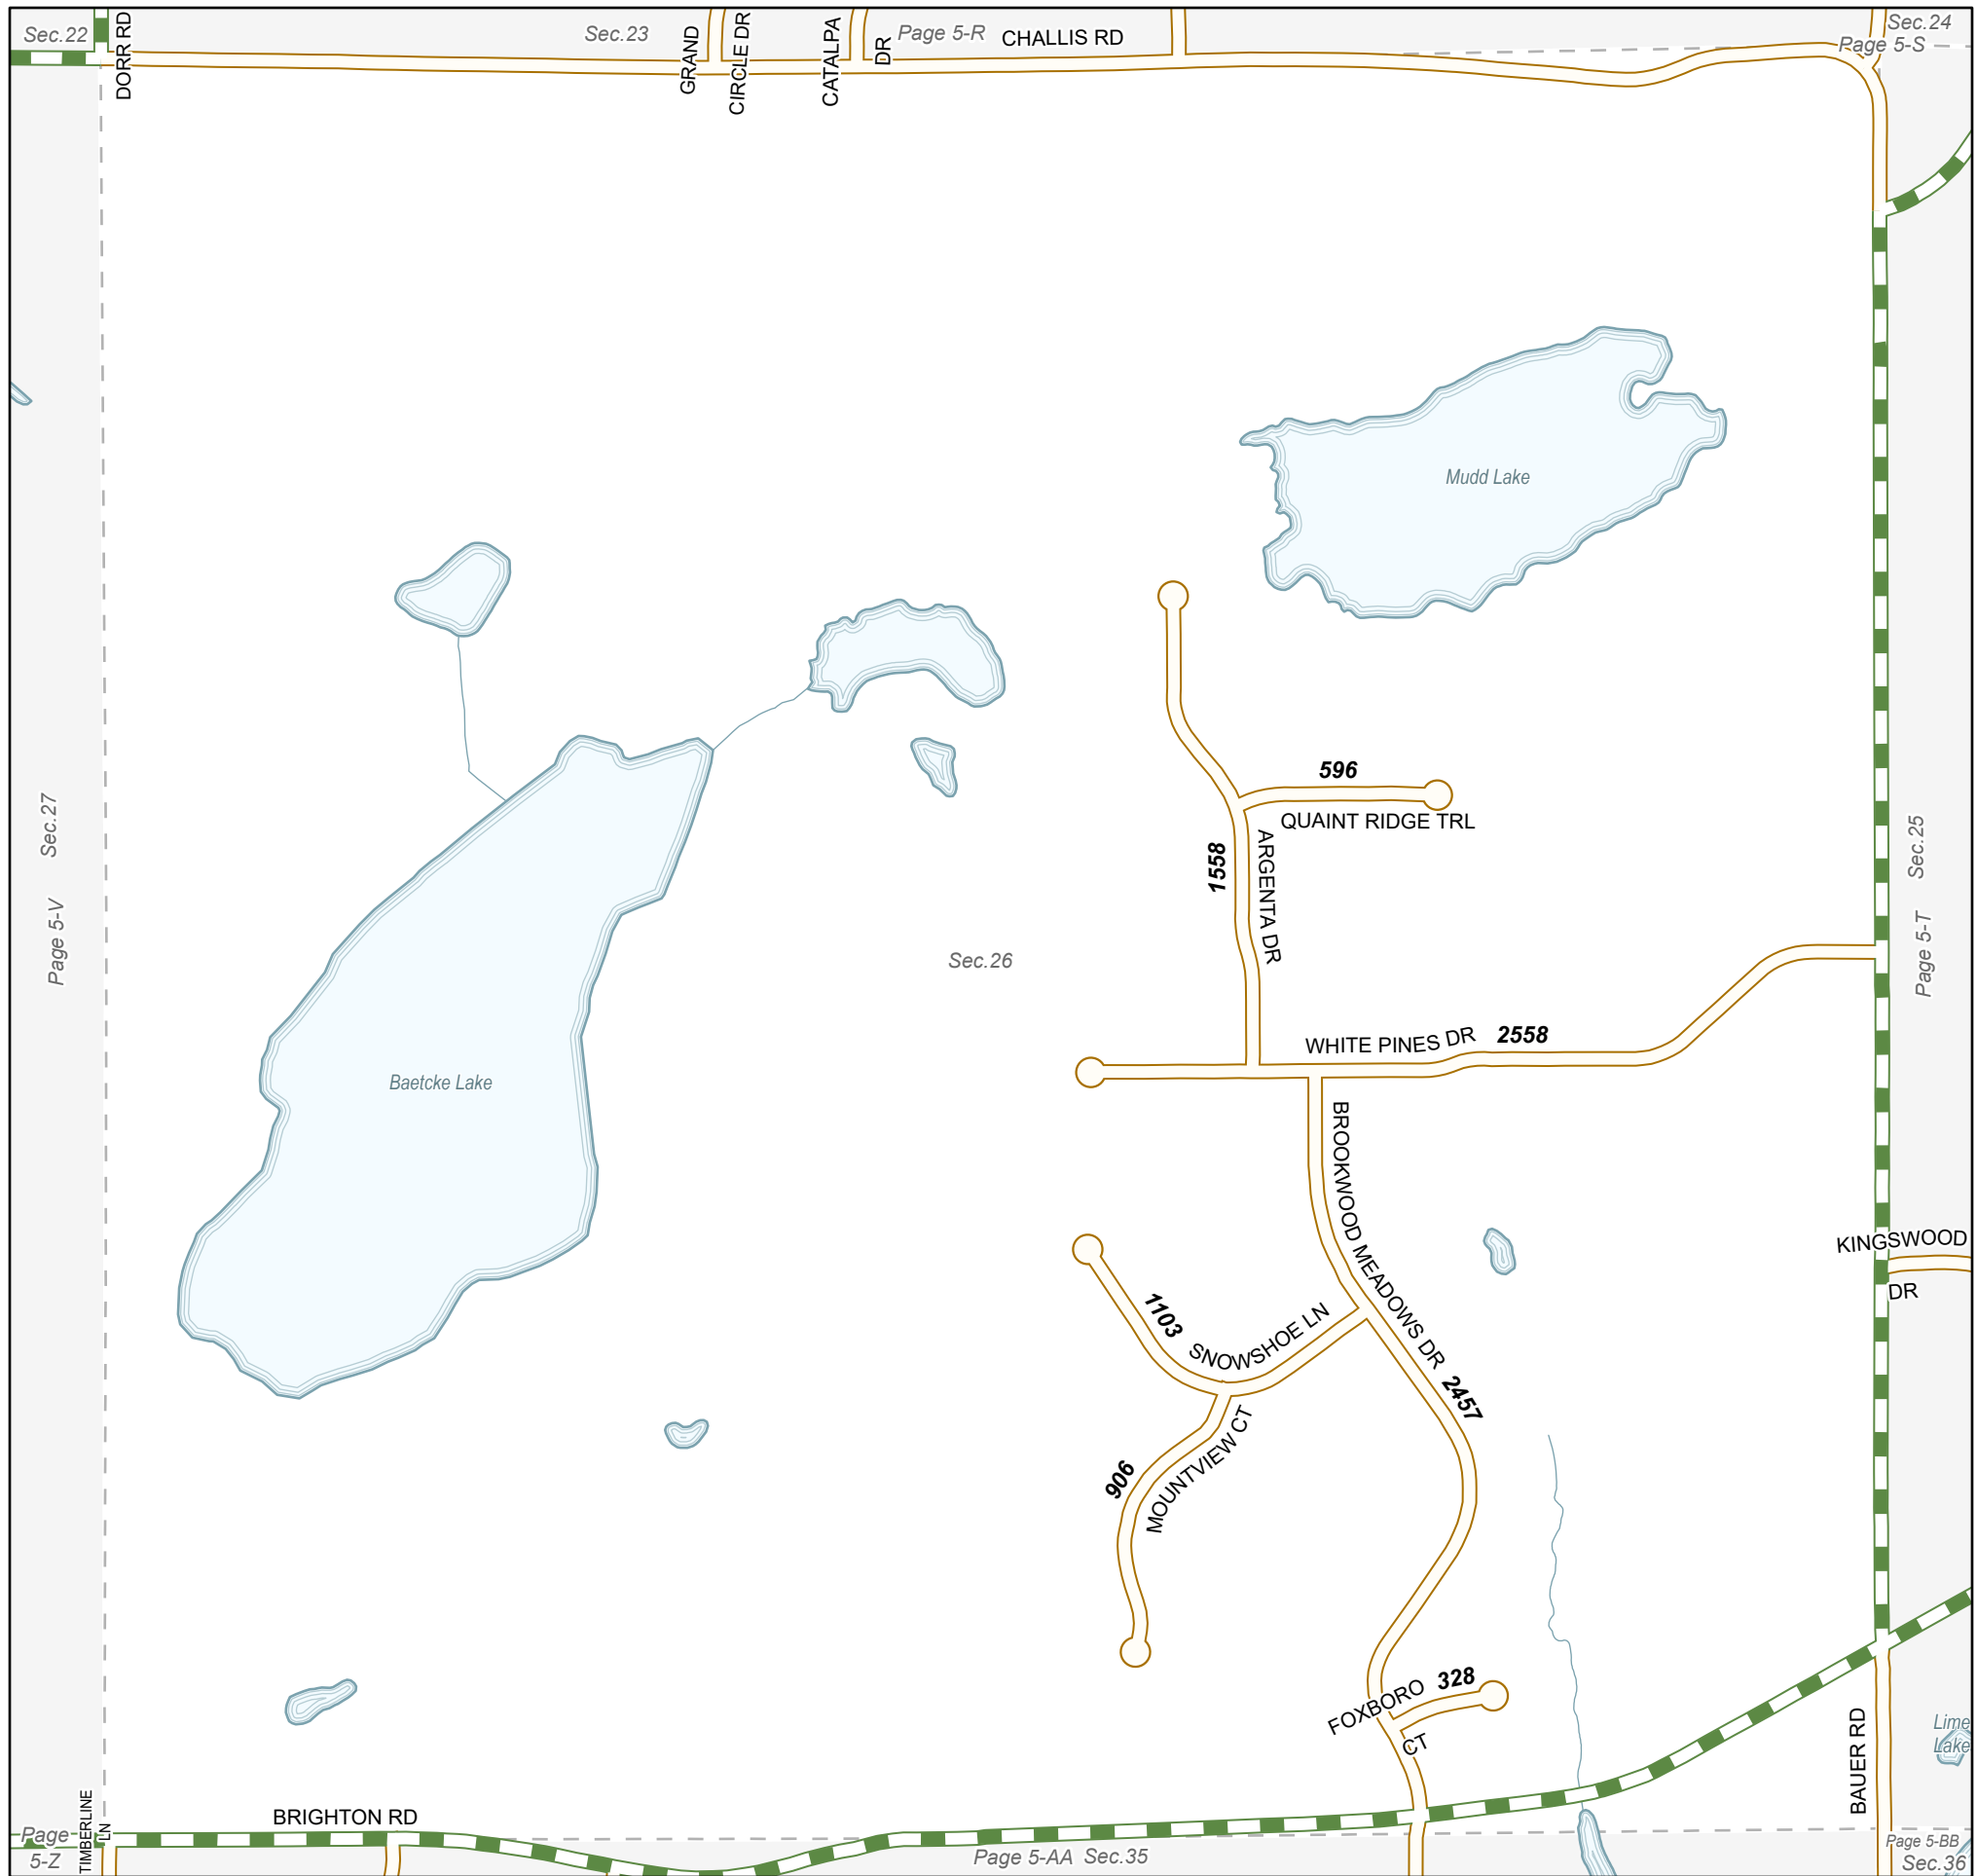 Sec.22
DORR RD
Sec.23
GRAND
CIRCLE DR
CATALPA
DR
Page 5-R
CHALLIS RD
Sec.24
Page 5-S
Mudd Lake
596
QUAINT RIDGE TRL
1558
ARGENTA DR
Sec.27
Page 5-V
Sec.25
Page 5-T
Sec.26
WHITE PINES DR
2558
Baetcke Lake
BROOKWOOD MEADOWS DR
2457
KINGSWOOD
DR
1103
SNOWSHOE LN
906
MOUNTVIEW CT
FOXBORO
CT
328
BAUER RD
Lime
Lake
TIMBERLINE
LN
BRIGHTON RD
Page
5-Z
Page 5-AA
Sec.35
Page 5-BB
Sec.36